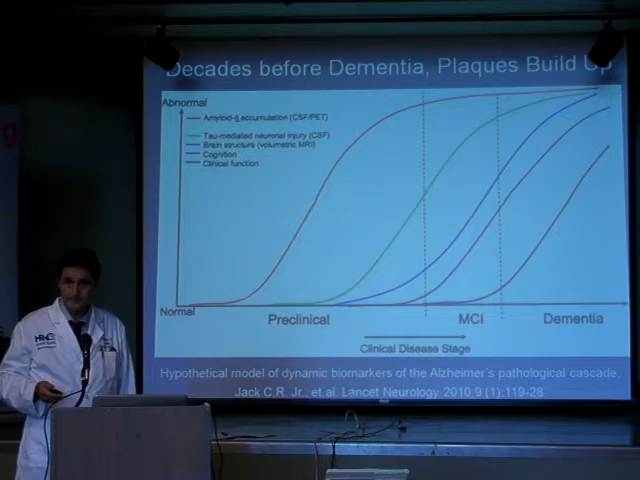 Decades before Dementia, Plaques Build Up
Abnormal
Amyloid-β accumulation (CSF/PET)
Tau-mediated neuronal injury (CSF)
Brain structure (volumetric MRI)
Cognition
Clinical function
Normal
Preclinical
MCI
Dementia
Clinical Disease Stage
Hypothetical model of dynamic biomarkers of the Alzheimer's pathological cascade.
Jack C.R. Jr., et.al. Lancet Neurology 2010:9 (1):119-28